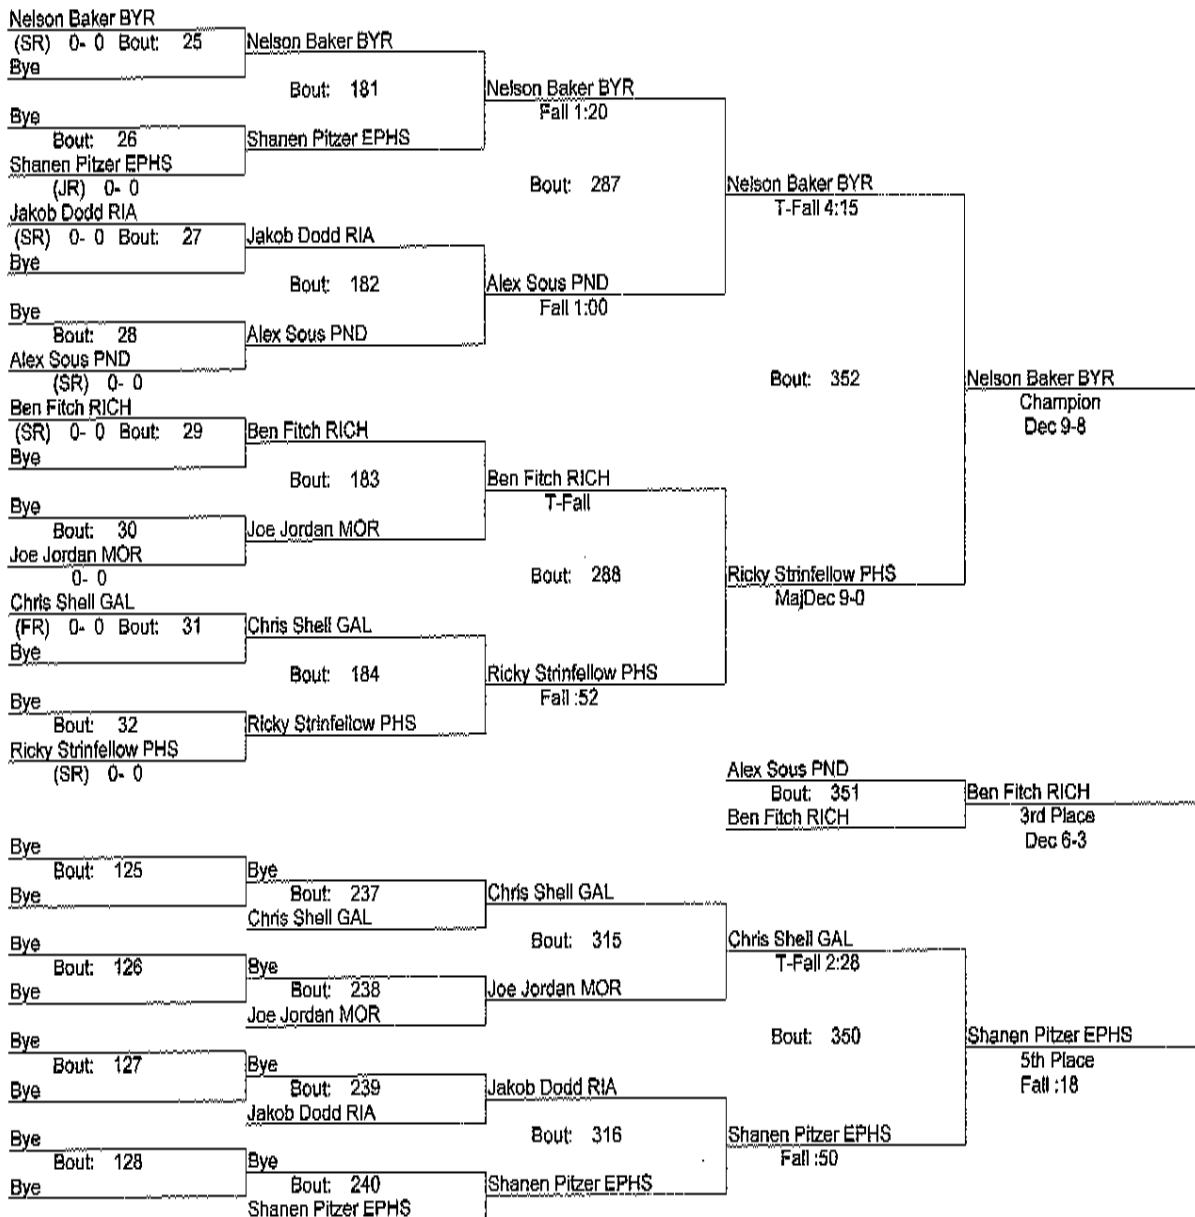 Nelson Baker BYR
(SR) 0- 0 Bout: 25
Bye
Bye
Bout: 26
Shanen Pitzer EPHS
(JR) 0- 0
Jakob Dodd RIA
(SR) 0- 0 Bout: 27
Bye
Bye
Bout: 28
Alex Sous PND
(SR) 0- 0
Ben Fitch RICH
(SR) 0- 0 Bout: 29
Bye
Bye
Bout: 30
Joe Jordan MOR
0- 0
Chris Shell GAL
(FR) 0- 0 Bout: 31
Bye
Bye
Bout: 32
Ricky Strinfellow PHS
(SR) 0- 0
Nelson Baker BYR
Bout: 181
Shanen Pitzer EPHS
Jakob Dodd RIA
Bout: 182
Alex Sous PND
Ben Fitch RICH
Bout: 183
Joe Jordan MOR
Chris Shell GAL
Bout: 184
Ricky Strinfellow PHS
Nelson Baker BYR
Fall 1:20
Bout: 287
Alex Sous PND
Fall 1:00
Ben Fitch RICH
T-Fall
Bout: 288
Ricky Strinfellow PHS
Fall :52
Nelson Baker BYR
T-Fall 4:15
Bout: 352
Ricky Strinfellow PHS
MajDec 9-0
Nelson Baker BYR
Champion
Dec 9-8
Alex Sous PND
Bout: 351
Ben Fitch RICH
Ben Fitch RICH
3rd Place
Dec 6-3
Bye
Bout: 125
Bye
Bye
Bout: 126
Bye
Bye
Bout: 127
Bye
Bye
Bout: 128
Bye
Bye
Bout: 237
Chris Shell GAL
Bye
Bout: 238
Joe Jordan MOR
Bye
Bout: 239
Jakob Dodd RIA
Bye
Bout: 240
Shanen Pitzer EPHS
Chris Shell GAL
Bout: 315
Joe Jordan MOR
Jakob Dodd RIA
Bout: 316
Shanen Pitzer EPHS
Chris Shell GAL
T-Fall 2:28
Bout: 350
Shanen Pitzer EPHS
Fall :50
Shanen Pitzer EPHS
5th Place
Fall :18